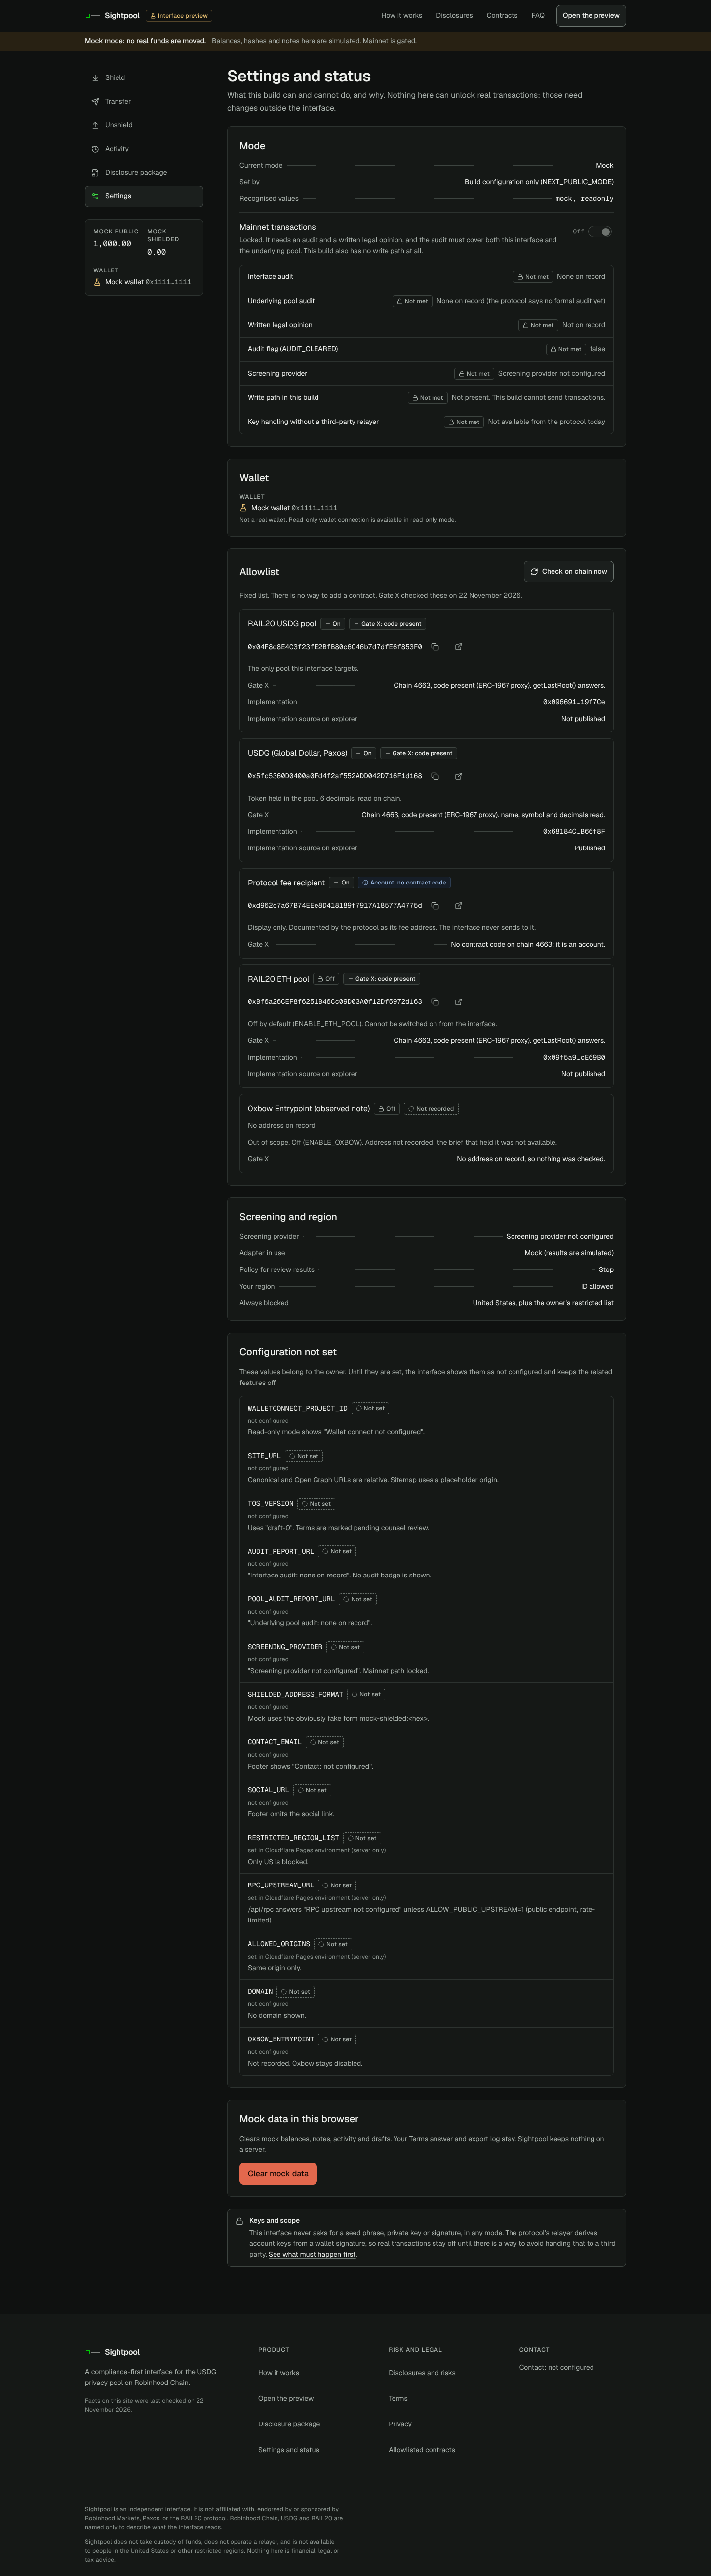 Sightpool
Interface preview
How it works
Disclosures
Contracts
FAQ
Open the preview
Mock mode: no real funds are moved. Balances, hashes and notes here are simulated. Mainnet is gated.
Shield
Transfer
Unshield
Activity
Disclosure package
Settings
MOCK PUBLIC
1,000.00
MOCK
SHIELDED
0.00
WALLET
Mock wallet 0x1111…1111
Settings and status
What this build can and cannot do, and why. Nothing here can unlock real transactions: those need
changes outside the interface.
Mode
Current mode Mock
Set by Build configuration only (NEXT_PUBLIC_MODE)
Recognised values mock, readonly
Mainnet transactions
Off
Locked. It needs an audit and a written legal opinion, and the audit must cover both this interface and
the underlying pool. This build also has no write path at all.
Interface audit Not met None on record
Underlying pool audit Not met None on record (the protocol says no formal audit yet)
Written legal opinion Not met Not on record
Audit flag (AUDIT_CLEARED) Not met false
Screening provider Not met Screening provider not configured
Write path in this build Not met Not present. This build cannot send transactions.
Key handling without a third-party relayer Not met Not available from the protocol today
Wallet
WALLET
Mock wallet 0x1111…1111
Not a real wallet. Read-only wallet connection is available in read-only mode.
Allowlist
Check on chain now
Fixed list. There is no way to add a contract. Gate X checked these on 22 November 2026.
RAIL20 USDG pool On Gate X: code present
0x04F8d8E4C3f23fE2Bf880c6C46b7d7dfE6f853F0
The only pool this interface targets.
Gate X Chain 4663, code present (ERC-1967 proxy). getLastRoot() answers.
Implementation 0x096691…19f7Ce
Implementation source on explorer Not published
USDG (Global Dollar, Paxos) On Gate X: code present
0x5fc5360D0400a0Fd4f2af552ADD042D716F1d168
Token held in the pool. 6 decimals, read on chain.
Gate X Chain 4663, code present (ERC-1967 proxy). name, symbol and decimals read.
Implementation 0x68184C…B66f8F
Implementation source on explorer Published
Protocol fee recipient On Account, no contract code
0xd962c7a67B74EEe8D418189f7917A18577A4775d
Display only. Documented by the protocol as its fee address. The interface never sends to it.
Gate X No contract code on chain 4663: it is an account.
RAIL20 ETH pool Off Gate X: code present
0xBf6a26CEF8f6251B46Cc09D03A0f12Df5972d163
Off by default (ENABLE_ETH_POOL). Cannot be switched on from the interface.
Gate X Chain 4663, code present (ERC-1967 proxy). getLastRoot() answers.
Implementation 0x09f5a9…cE69B0
Implementation source on explorer Not published
0xbow Entrypoint (observed note) Off Not recorded
No address on record.
Out of scope. Off (ENABLE_OXBOW). Address not recorded: the brief that held it was not available.
Gate X No address on record, so nothing was checked.
Screening and region
Screening provider Screening provider not configured
Adapter in use Mock (results are simulated)
Policy for review results Stop
Your region ID allowed
Always blocked United States, plus the owner's restricted list
Configuration not set
These values belong to the owner. Until they are set, the interface shows them as not configured and keeps the related
features off.
WALLETCONNECT_PROJECT_ID Not set
not configured
Read-only mode shows "Wallet connect not configured".
SITE_URL Not set
not configured
Canonical and Open Graph URLs are relative. Sitemap uses a placeholder origin.
TOS_VERSION Not set
not configured
Uses "draft-0". Terms are marked pending counsel review.
AUDIT_REPORT_URL Not set
not configured
"Interface audit: none on record". No audit badge is shown.
POOL_AUDIT_REPORT_URL Not set
not configured
"Underlying pool audit: none on record".
SCREENING_PROVIDER Not set
not configured
"Screening provider not configured". Mainnet path locked.
SHIELDED_ADDRESS_FORMAT Not set
not configured
Mock uses the obviously fake form mock-shielded:<hex>.
CONTACT_EMAIL Not set
not configured
Footer shows "Contact: not configured".
SOCIAL_URL Not set
not configured
Footer omits the social link.
RESTRICTED_REGION_LIST Not set
set in Cloudflare Pages environment (server only)
Only US is blocked.
RPC_UPSTREAM_URL Not set
set in Cloudflare Pages environment (server only)
/api/rpc answers "RPC upstream not configured" unless ALLOW_PUBLIC_UPSTREAM=1 (public endpoint, rate-
limited).
ALLOWED_ORIGINS Not set
set in Cloudflare Pages environment (server only)
Same origin only.
DOMAIN Not set
not configured
No domain shown.
OXBOW_ENTRYPOINT Not set
not configured
Not recorded. 0xbow stays disabled.
Mock data in this browser
Clears mock balances, notes, activity and drafts. Your Terms answer and export log stay. Sightpool keeps nothing on
a server.
Clear mock data
Keys and scope
This interface never asks for a seed phrase, private key or signature, in any mode. The protocol's relayer derives
account keys from a wallet signature, so real transactions stay off until there is a way to avoid handing that to a third
party. See what must happen first.
Sightpool
A compliance-first interface for the USDG
privacy pool on Robinhood Chain.
Facts on this site were last checked on 22
November 2026.
PRODUCT
How it works
Open the preview
Disclosure package
Settings and status
RISK AND LEGAL
Disclosures and risks
Terms
Privacy
Allowlisted contracts
CONTACT
Contact: not configured
Sightpool is an independent interface. It is not affiliated with, endorsed by or sponsored by
Robinhood Markets, Paxos, or the RAIL20 protocol. Robinhood Chain, USDG and RAIL20 are
named only to describe what the interface reads.
Sightpool does not take custody of funds, does not operate a relayer, and is not available
to people in the United States or other restricted regions. Nothing here is financial, legal or
tax advice.